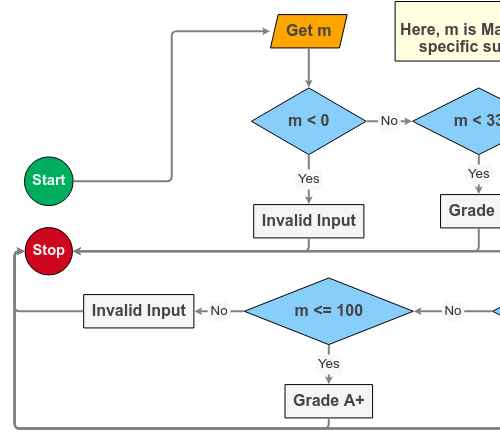 Get m
Here, m is Ma
specific su
m < 0
No
m < 33
Start
Yes
Yes
Invalid Input
Grade
Stop
Invalid Input
No
m <= 100
No
Yes
Grade A+